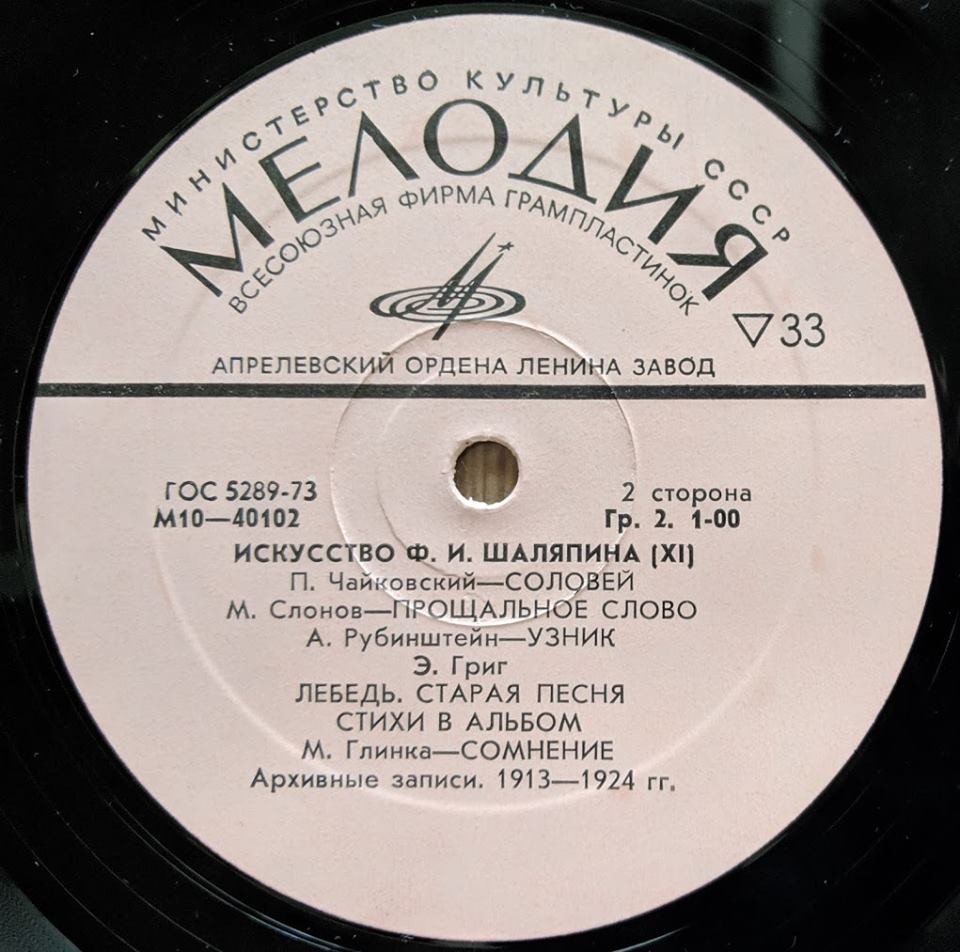 МИНИСТЕРСТВО КУЛЬТУРЫ СССР
МЕЛОДИЯ
ВСЕСОЮЗНАЯ ФИРМА ГРАМПЛАСТИНОК
▽33
АПРЕЛЕВСКИЙ ОРДЕНА ЛЕНИНА ЗАВОД
ГОС 5289-73
2 сторона
М10—40102
Гр. 2. 1-00
ИСКУССТВО Ф. И. ШАЛЯПИНА (XI)
П. Чайковский—СОЛОВЕЙ
М. Слонов—ПРОЩАЛЬНОЕ СЛОВО
А. Рубинштейн—УЗНИК
Э. Григ
ЛЕБЕДЬ. СТАРАЯ ПЕСНЯ
СТИХИ В АЛЬБОМ
М. Глинка—СОМНЕНИЕ
Архивные записи. 1913—1924 гг.